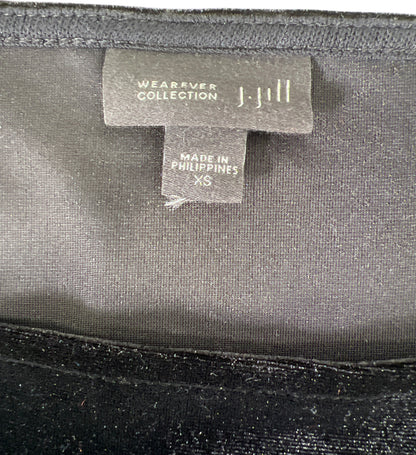 WEAREVER
COLLECTION
j.jill
MADE IN
PHILIPPINES
XS